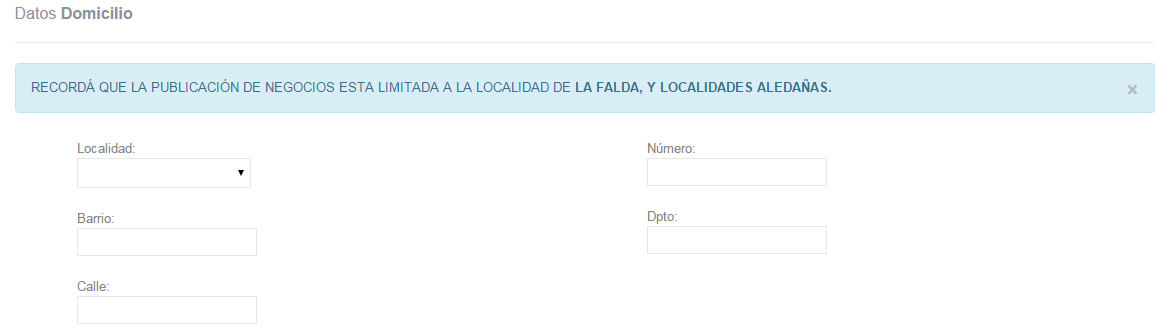 Datos Domicilio
RECORDÁ QUE LA PUBLICACIÓN DE NEGOCIOS ESTA LIMITADA A LA LOCALIDAD DE LA FALDA, Y LOCALIDADES ALEDAÑAS. ×
Localidad:
Barrio:
Calle:
Número:
Dpto: